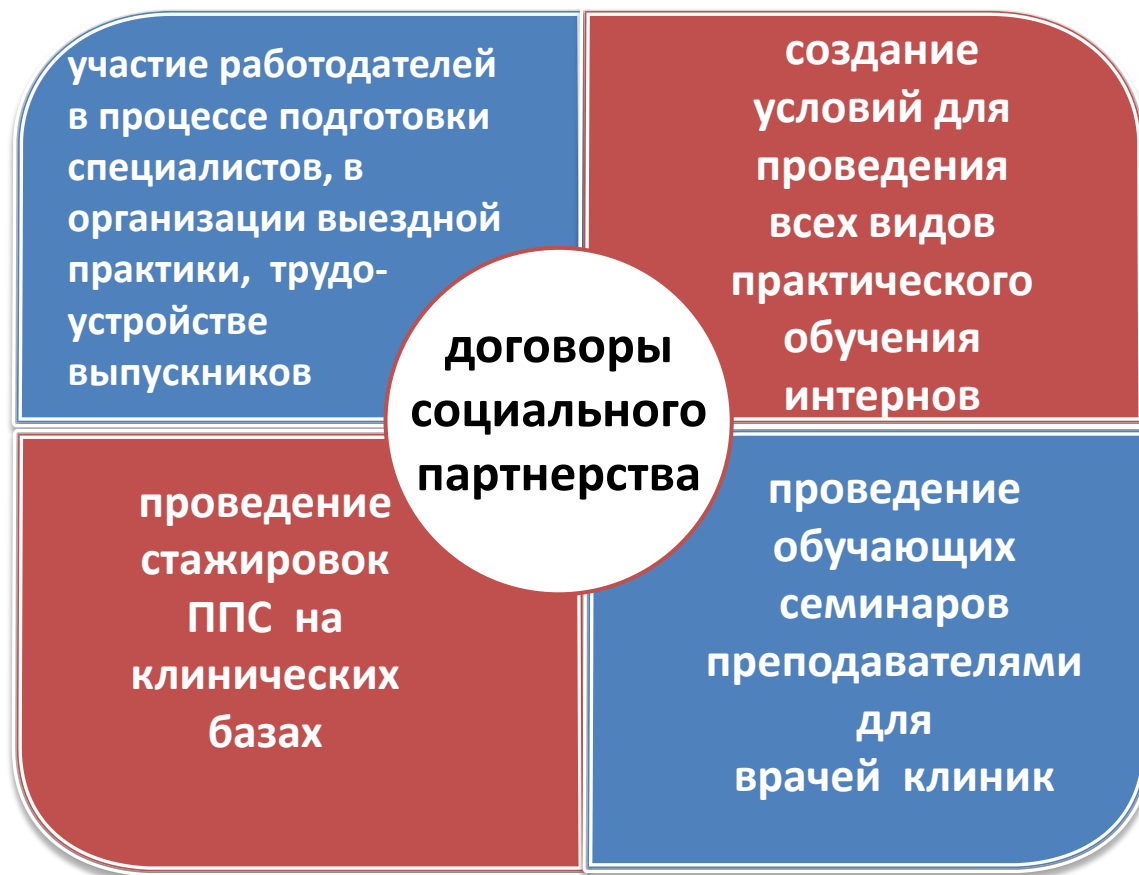 участие работодателей
в процессе подготовки
специалистов, в
организации выездной
практики, трудо-
устройстве
выпускников
создание
условий для
проведения
всех видов
практического
обучения
интернов
договоры
социального
партнерства
проведение
стажировок
ППС на
клинических
базах
проведение
обучающих
семинаров
преподавателями
для
врачей клиник